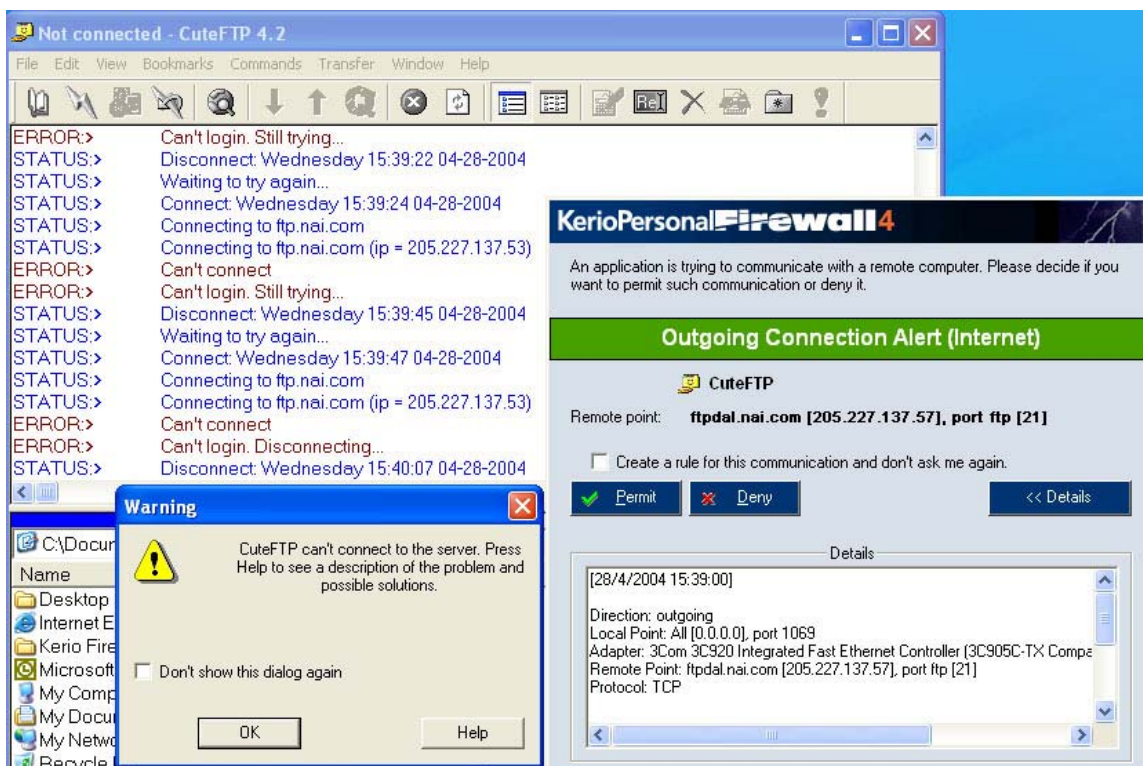 Not connected - CuteFTP 4.2
File Edit View Bookmarks Commands Transfer Window Help
ERROR:> Can't login. Still trying...
STATUS:> Disconnect: Wednesday 15:39:22 04-28-2004
STATUS:> Waiting to try again...
STATUS:> Connect: Wednesday 15:39:24 04-28-2004
STATUS:> Connecting to ftp.nai.com
STATUS:> Connecting to ftp.nai.com (ip = 205.227.137.53)
ERROR:> Can't connect
ERROR:> Can't login. Still trying...
STATUS:> Disconnect: Wednesday 15:39:45 04-28-2004
STATUS:> Waiting to try again...
STATUS:> Connect: Wednesday 15:39:47 04-28-2004
STATUS:> Connecting to ftp.nai.com
STATUS:> Connecting to ftp.nai.com (ip = 205.227.137.53)
ERROR:> Can't connect
ERROR:> Can't login. Disconnecting...
STATUS:> Disconnect: Wednesday 15:40:07 04-28-2004
C:\Docur
Name
Desktop
Internet E
Kerio Fire
Microsoft
My Comp
My Docu
My Netwo
Recycle
Warning
CuteFTP can't connect to the server. Press
Help to see a description of the problem and
possible solutions.
Don't show this dialog again
OK Help
KerioPersonalFirewall4
An application is trying to communicate with a remote computer. Please decide if you
want to permit such communication or deny it.
Outgoing Connection Alert (Internet)
CuteFTP
Remote point: ftpdal.nai.com [205.227.137.57], port ftp [21]
Create a rule for this communication and don't ask me again.
Permit Deny << Details
Details
[28/4/2004 15:39:00]
Direction: outgoing
Local Point: All [0.0.0.0], port 1069
Adapter: 3Com 3C920 Integrated Fast Ethernet Controller (3C905C-TX Compa
Remote Point: ftpdal.nai.com [205.227.137.57], port ftp [21]
Protocol: TCP